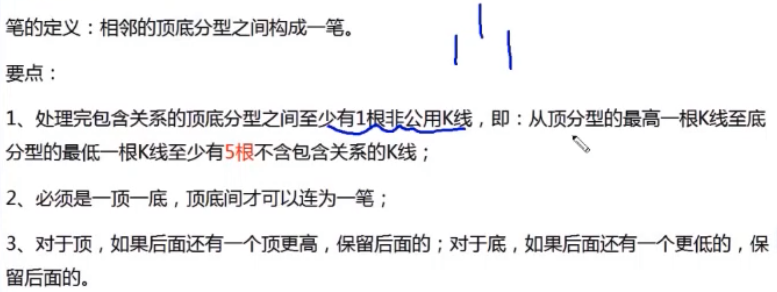 笔的定义：相邻的顶底分型之间构成一笔。
要点：
1、处理完包含关系的顶底分型之间至少有1根非公用K线，即：从顶分型的最高一根K线至底
分型的最低一根K线至少有5根不含包含关系的K线；
2、必须是一顶一底，顶底间才可以连为一笔；
3、对于顶，如果后面还有一个顶更高，保留后面的；对于底，如果后面还有一个更低的，保
留后面的。